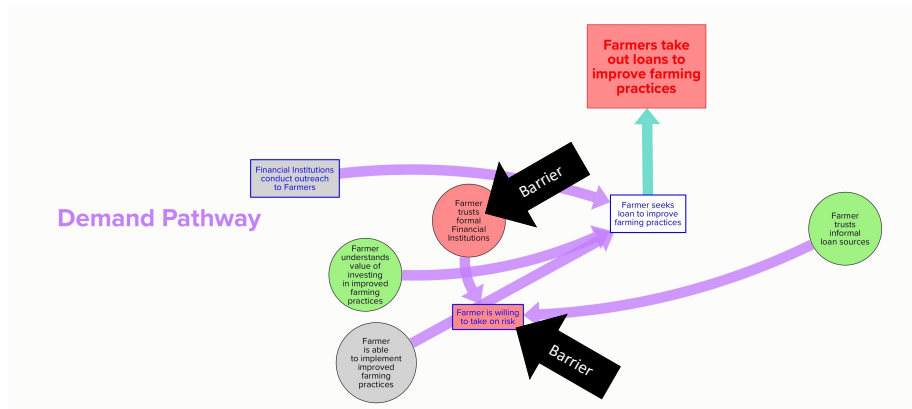 Farmers take
out loans to
improve farming
practices
Financial Institutions
conduct outreach
to Farmers
Barrier
Farmer
trusts
formal
Financial
Institutions
Farmer seeks
loan to improve
farming practices
Farmer
trusts
informal
loan sources
Demand Pathway
Farmer
understands
value of
investing
in improved
farming
practices
Farmer is willing
to take on risk
Farmer
is able
to implement
improved
farming
practices
Barrier